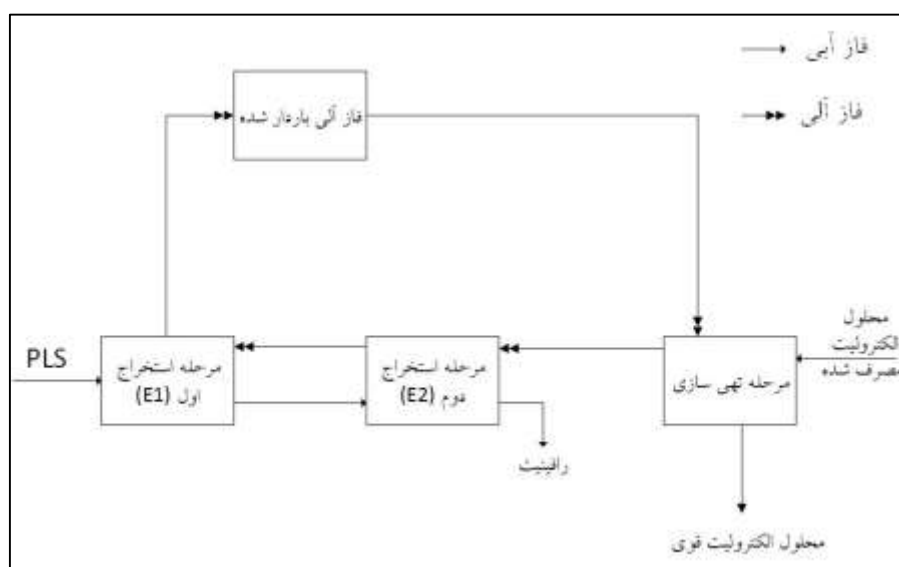 فاز آبی
فاز آلی
فاز آلی باردار شده
PLS
مرحله استخراج
اول (E1)
مرحله استخراج
دوم (E2)
مرحله تهی سازی
محلول
الکترولیت
مصرف شده
رافینیت
محلول الکترولیت قوی